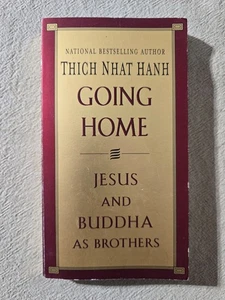 NATIONAL BESTSELLING AUTHOR
THICH NHAT HANH
GOING
HOME
JESUS
AND
BUDDHA
AS BROTHERS